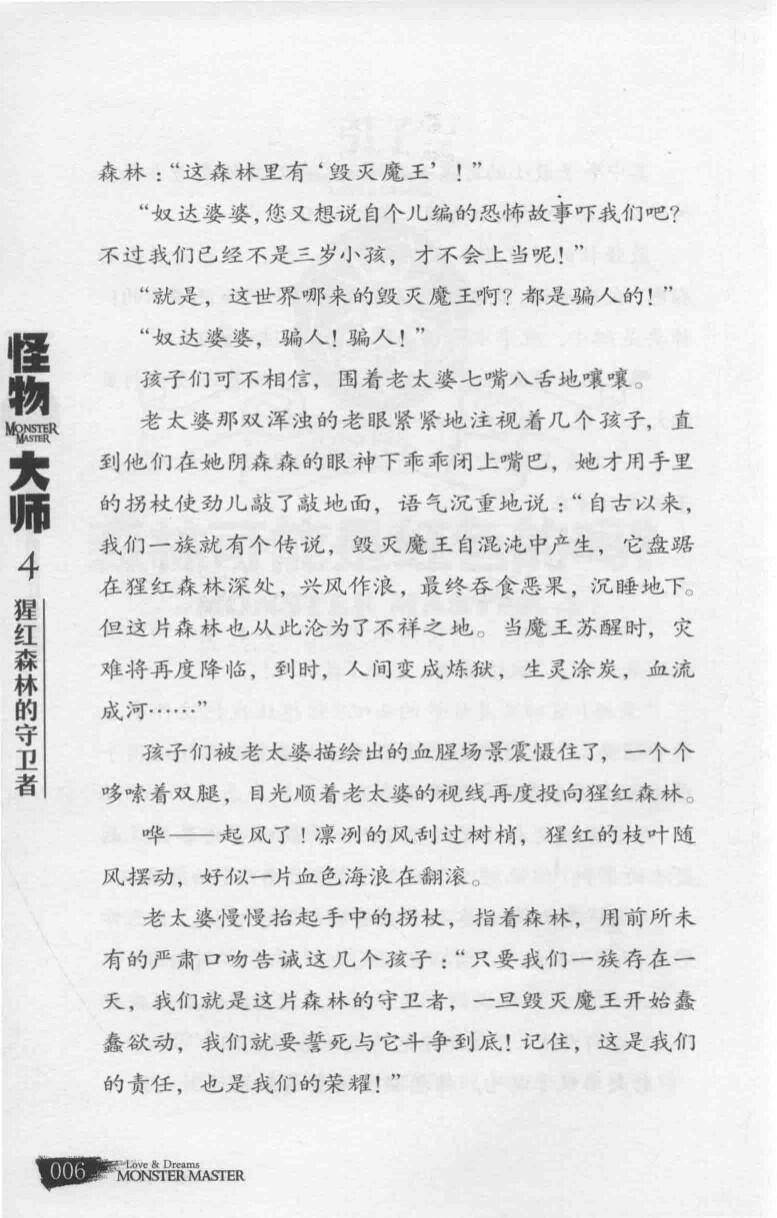 森林：“这森林里有‘毁灭魔王’！”
“奴达婆婆，您又想说自个儿编的恐怖故事吓我们吧？
不过我们已经不是三岁小孩，才不会上当呢！”
“就是，这世界哪来的毁灭魔王啊？都是骗人的！”
“奴达婆婆，骗人！骗人！”
孩子们可不相信，围着老太婆七嘴八舌地嚷嚷。
老太婆那双浑浊的老眼紧紧地注视着几个孩子，直
到他们在她阴森森的眼神下乖乖闭上嘴巴，她才用手里
的拐杖使劲儿敲了敲地面，语气沉重地说：“自古以来，
我们一族就有个传说，毁灭魔王自混沌中产生，它盘踞
在猩红森林深处，兴风作浪，最终吞食恶果，沉睡地下。
但这片森林也从此沦为了不祥之地。当魔王苏醒时，灾
难将再度降临，到时，人间变成炼狱，生灵涂炭，血流
成河……”
孩子们被老太婆描绘出的血腥场景震慑住了，一个个
哆嗦着双腿，目光顺着老太婆的视线再度投向猩红森林。
哗——起风了！凛冽的风刮过树梢，猩红的枝叶随
风摆动，好似一片血色海浪在翻滚。
老太婆慢慢抬起手中的拐杖，指着森林，用前所未
有的严肃口吻告诫这几个孩子：“只要我们一族存在一
天，我们就是这片森林的守卫者，一旦毁灭魔王开始蠢
蠢欲动，我们就要誓死与它斗争到底！记住，这是我们
的责任，也是我们的荣耀！”
怪物
MONSTER
MASTER
大师
4
猩红森林的守卫者
006
Love & Dreams
MONSTER MASTER